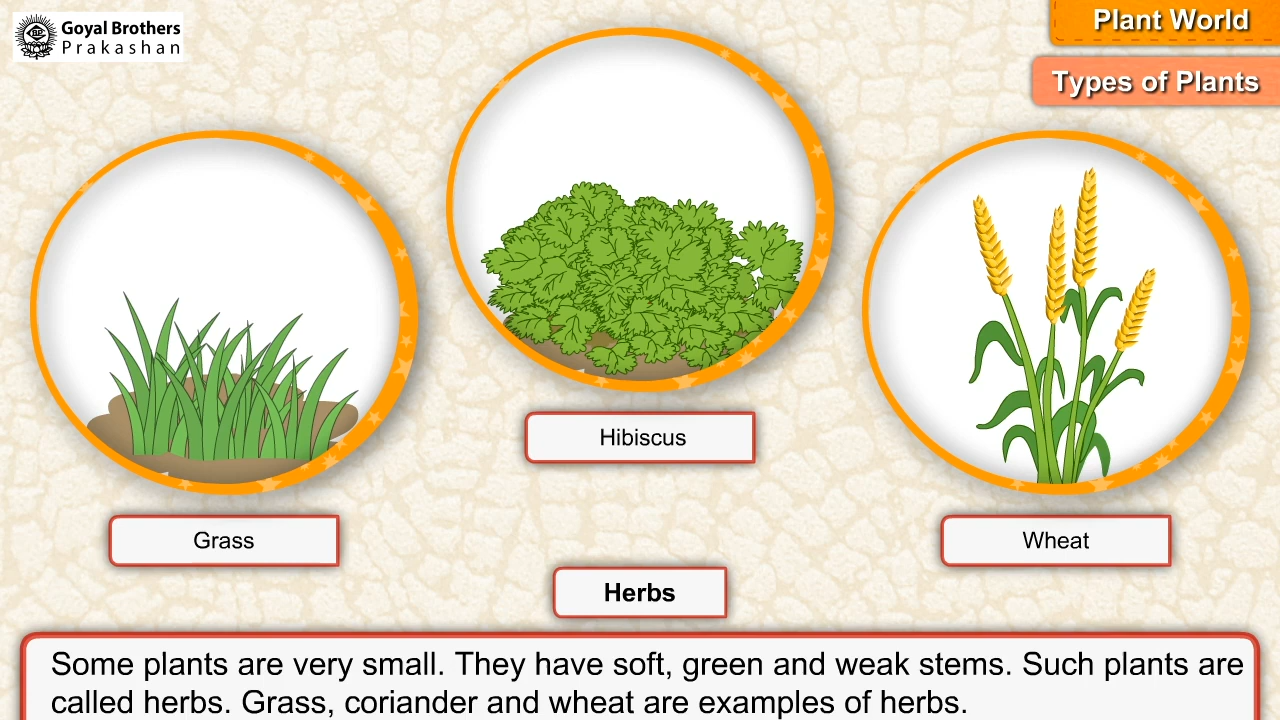 Goyal Brothers
Prakashan
Plant World
Types of Plants
Hibiscus
Grass
Wheat
Herbs
Some plants are very small. They have soft, green and weak stems. Such plants are
called herbs. Grass, coriander and wheat are examples of herbs.